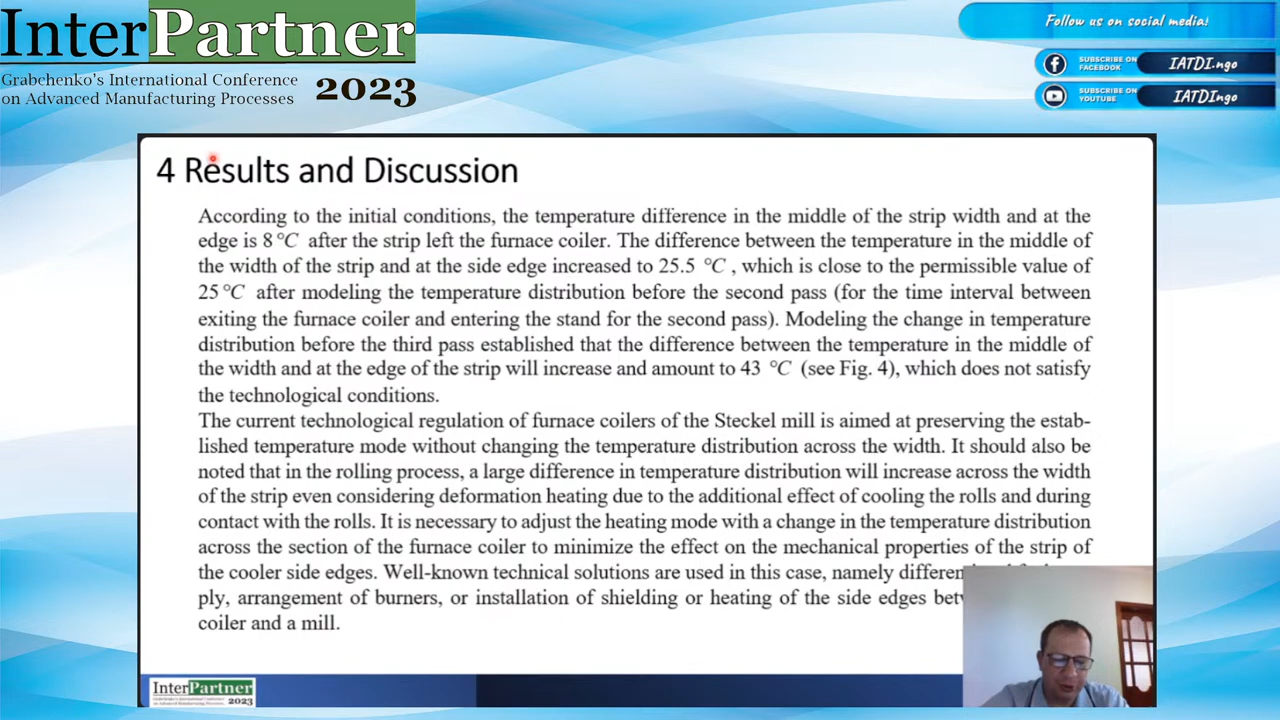 InterPartner
Grabchenko's International Conference
on Advanced Manufacturing Processes
2023
Follow us on social media!
SUBSCRIBE ON
FACEBOOK
IATDI.ngo
SUBSCRIBE ON
YOUTUBE
IATDIngo
4 Results and Discussion
According to the initial conditions, the temperature difference in the middle of the strip width and at the
edge is 8 °C after the strip left the furnace coiler. The difference between the temperature in the middle of
the width of the strip and at the side edge increased to 25.5 °C , which is close to the permissible value of
25 °C after modeling the temperature distribution before the second pass (for the time interval between
exiting the furnace coiler and entering the stand for the second pass). Modeling the change in temperature
distribution before the third pass established that the difference between the temperature in the middle of
the width and at the edge of the strip will increase and amount to 43 °C (see Fig. 4), which does not satisfy
the technological conditions.
The current technological regulation of furnace coilers of the Steckel mill is aimed at preserving the estab-
lished temperature mode without changing the temperature distribution across the width. It should also be
noted that in the rolling process, a large difference in temperature distribution will increase across the width
of the strip even considering deformation heating due to the additional effect of cooling the rolls and during
contact with the rolls. It is necessary to adjust the heating mode with a change in the temperature distribution
across the section of the furnace coiler to minimize the effect on the mechanical properties of the strip of
the cooler side edges. Well-known technical solutions are used in this case, namely
ply, arrangement of burners, or installation of shielding or heating of the side edges
coiler and a mill.
InterPartner
2023